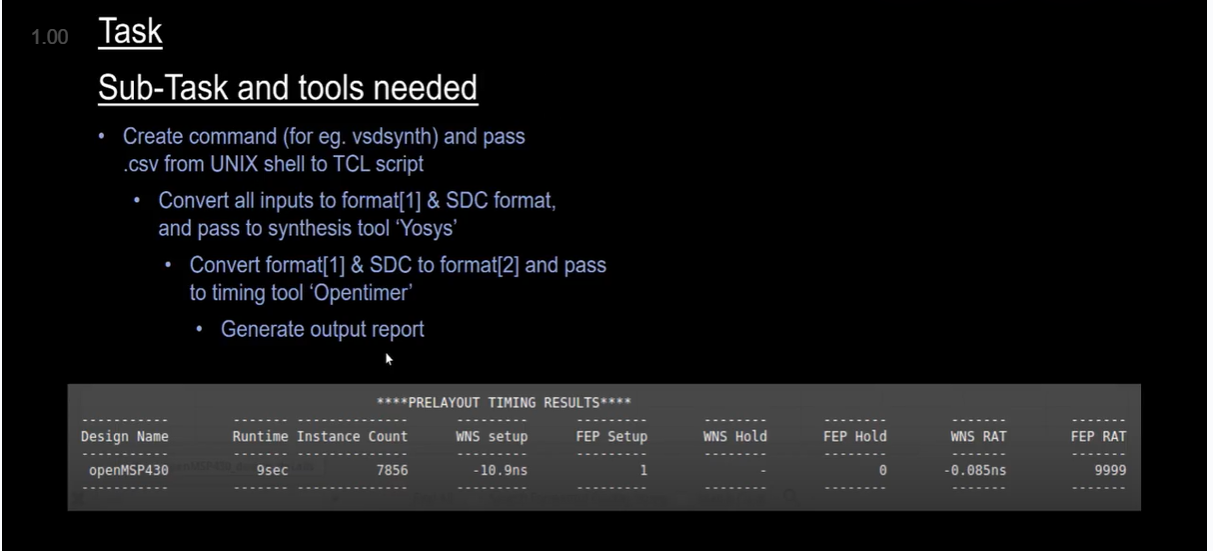 1.00
Task
Sub-Task and tools needed
• Create command (for eg. vsdsynth) and pass
.csv from UNIX shell to TCL script
• Convert all inputs to format[1] & SDC format,
and pass to synthesis tool ‘Yosys’
• Convert format[1] & SDC to format[2] and pass
to timing tool ‘Opentimer’
• Generate output report
****PRELAYOUT TIMING RESULTS****
----------- ------- -------------- --------- --------- -------- -------- ------- -------
Design Name Runtime Instance Count WNS setup FEP Setup WNS Hold FEP Hold WNS RAT FEP RAT
----------- ------- -------------- --------- --------- -------- -------- ------- -------
openMSP430 9sec 7856 -10.9ns 1 - 0 -0.085ns 9999
----------- ------- -------------- --------- --------- -------- -------- ------- -------